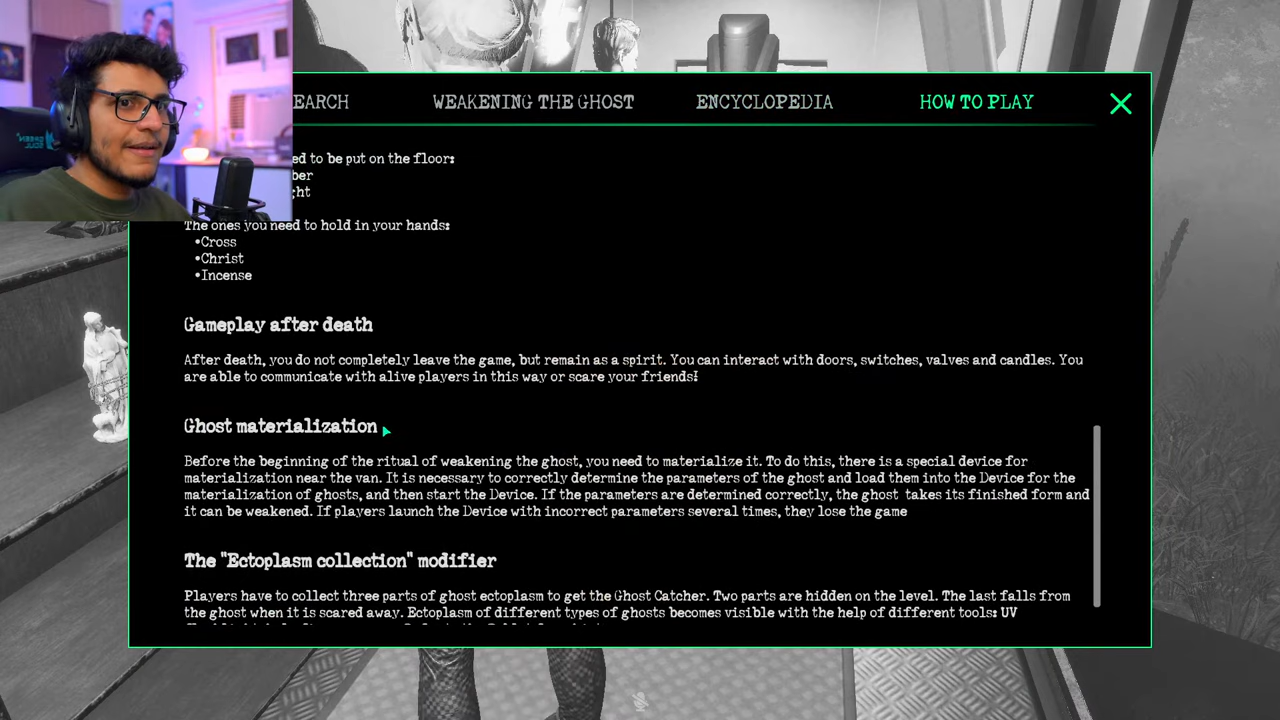 EARCH WEAKENING THE GHOST ENCYCLOPEDIA HOW TO PLAY
ed to be put on the floor:
ber
ght
The ones you need to hold in your hands:
•Cross
•Christ
•Incense
Gameplay after death
After death, you do not completely leave the game, but remain as a spirit. You can interact with doors, switches, valves and candles. You
are able to communicate with alive players in this way or scare your friends!
Ghost materialization
Before the beginning of the ritual of weakening the ghost, you need to materialize it. To do this, there is a special device for
materialization near the van. It is necessary to correctly determine the parameters of the ghost and load them into the Device for the
materialization of ghosts, and then start the Device. If the parameters are determined correctly, the ghost takes its finished form and
it can be weakened. If players launch the Device with incorrect parameters several times, they lose the game
The "Ectoplasm collection" modifier
Players have to collect three parts of ghost ectoplasm to get the Ghost Catcher. Two parts are hidden on the level. The last falls from
the ghost when it is scared away. Ectoplasm of different types of ghosts becomes visible with the help of different tools: UV